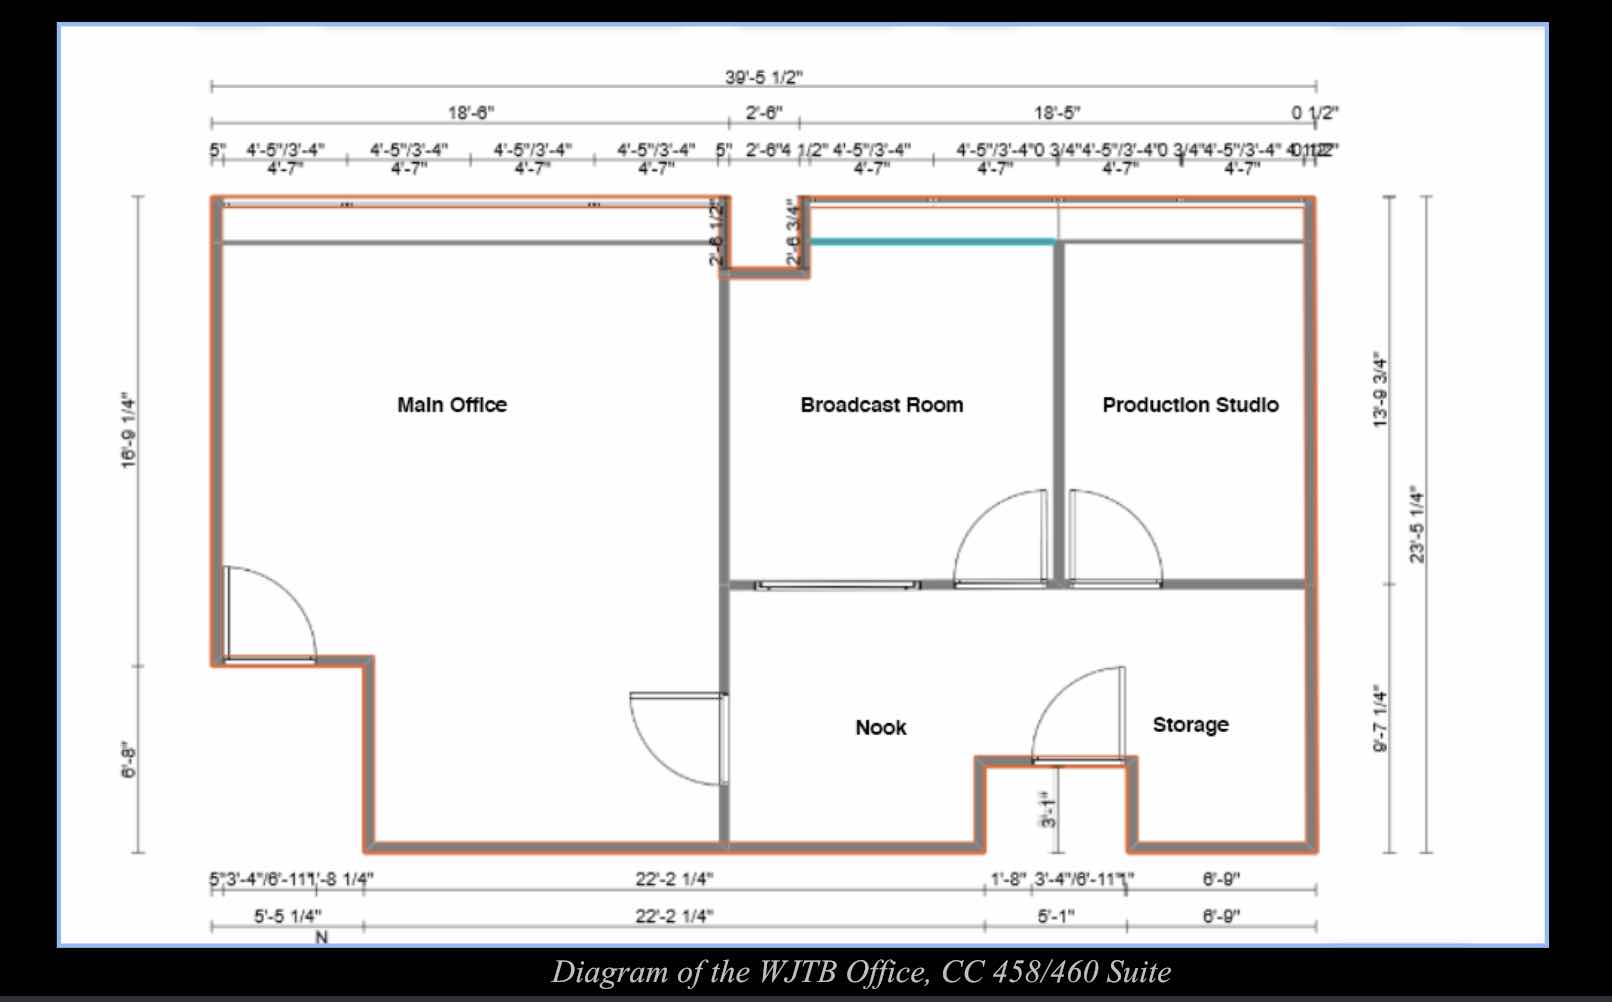 39'-5 1/2"
18'-6" 2'-6" 18'-5" 0 1/2"
5" 4'-5"/3'-4" 4'-5"/3'-4" 4'-5"/3'-4" 4'-5"/3'-4" 5" 2'-6" 4 1/2" 4'-5"/3'-4" 4'-5"/3'-4" 0 3/4" 4'-5"/3'-4" 0 3/4" 4'-5"/3'-4"
4'-7" 4'-7" 4'-7" 4'-7" 4'-7" 4'-7" 4'-7" 4'-7"
2'-6 1/2" 2'-6 3/4"
Main Office Broadcast Room Production Studio
16'-9 1/4" 13'-9 3/4"
23'-5 1/4"
Nook Storage
6'-8" 9'-7 1/4"
3'-1"
5" 3'-4"/6'-11" 1'-8 1/4" 22'-2 1/4" 1'-8" 3'-4"/6'-11" 1" 6'-9"
5'-5 1/4" 22'-2 1/4" 5'-1" 6'-9"
N
Diagram of the WJTB Office, CC 458/460 Suite